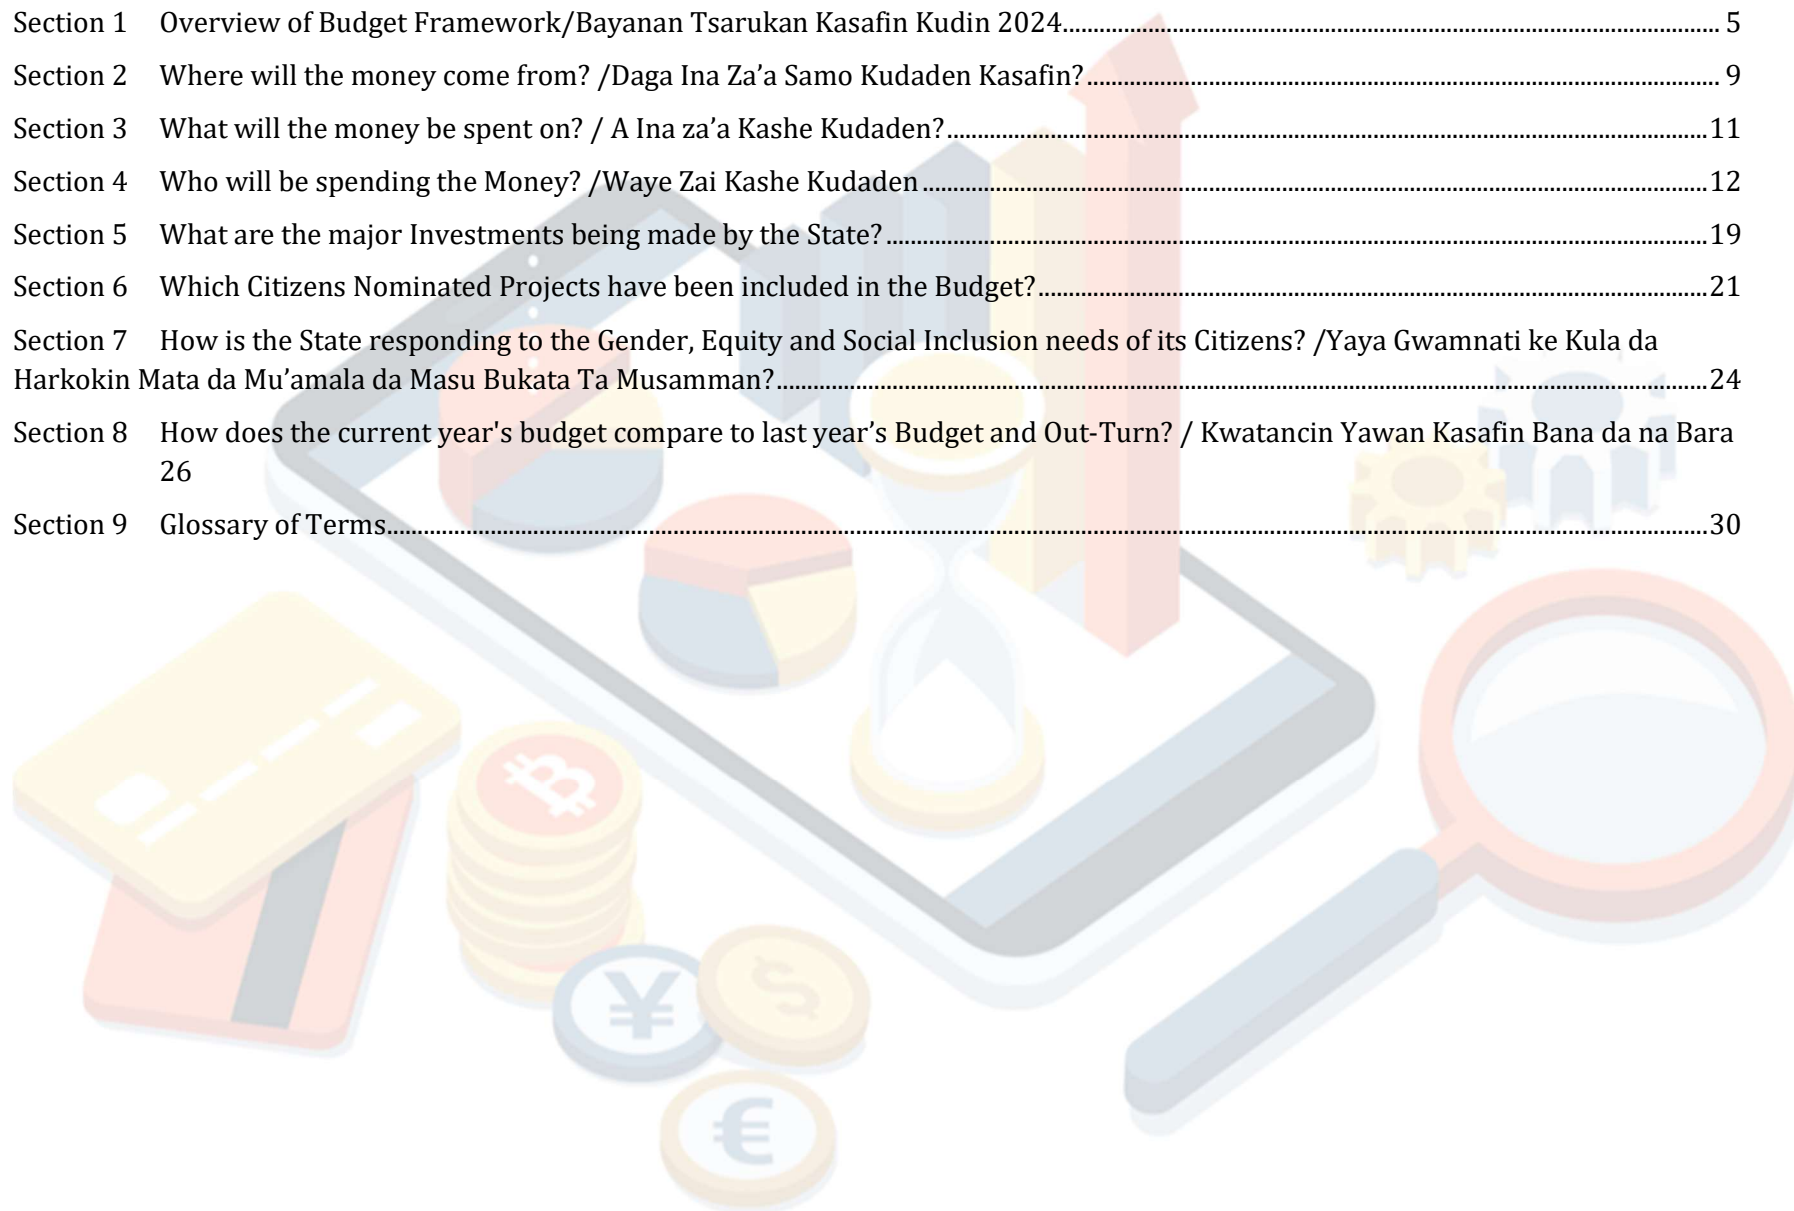 Section 1 Overview of Budget Framework/Bayanan Tsarukan Kasafin Kudin 2024.......... 5
Section 2 Where will the money come from? /Daga Ina Za’a Samo Kudaden Kasafin?.......... 9
Section 3 What will the money be spent on? / A Ina za’a Kashe Kudaden?.......... 11
Section 4 Who will be spending the Money? /Waye Zai Kashe Kudaden.......... 12
Section 5 What are the major Investments being made by the State?.......... 19
Section 6 Which Citizens Nominated Projects have been included in the Budget?.......... 21
Section 7 How is the State responding to the Gender, Equity and Social Inclusion needs of its Citizens? /Yaya Gwamnati ke Kula da
Harkokin Mata da Mu’amala da Masu Bukata Ta Musamman?.......... 24
Section 8 How does the current year's budget compare to last year’s Budget and Out-Turn? / Kwatancin Yawan Kasafin Bana da na Bara
26
Section 9 Glossary of Terms.......... 30